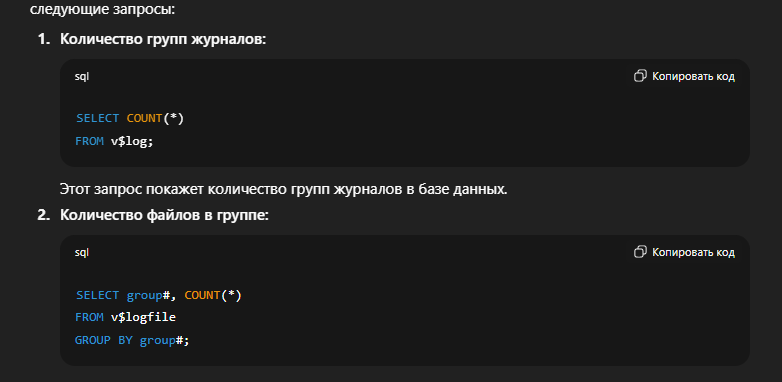 следующие запросы:
1. Количество групп журналов:
sql Копировать код
SELECT COUNT(*)
FROM v$log;
Этот запрос покажет количество групп журналов в базе данных.
2. Количество файлов в группе:
sql Копировать код
SELECT group#, COUNT(*)
FROM v$logfile
GROUP BY group#;